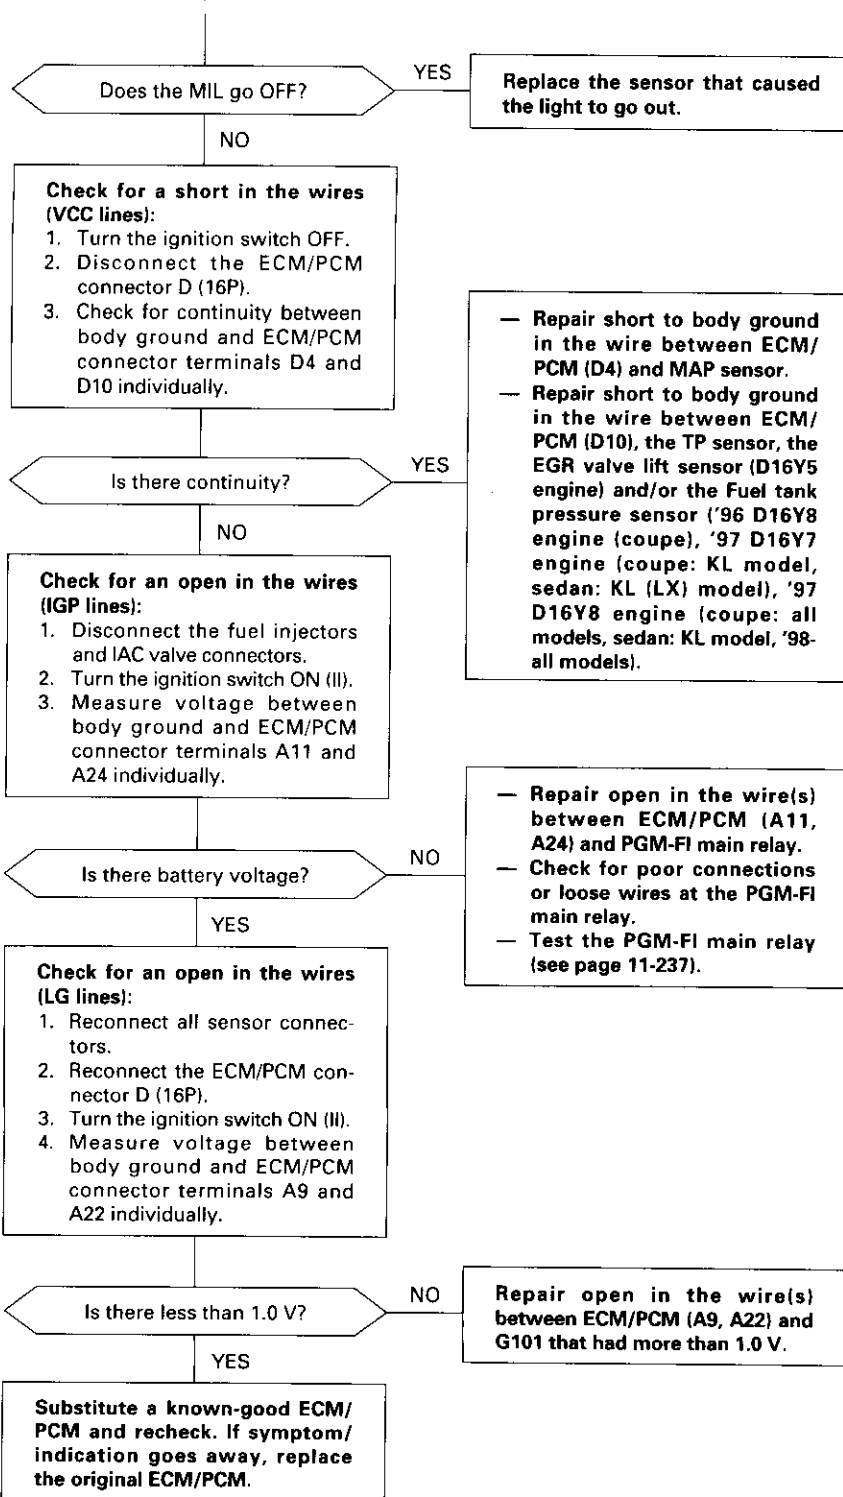 Does the MIL go OFF?
YES
Replace the sensor that caused
the light to go out.
NO
Check for a short in the wires
(VCC lines):
1. Turn the ignition switch OFF.
2. Disconnect the ECM/PCM
connector D (16P).
3. Check for continuity between
body ground and ECM/PCM
connector terminals D4 and
D10 individually.
Is there continuity?
YES
— Repair short to body ground
in the wire between ECM/
PCM (D4) and MAP sensor.
— Repair short to body ground
in the wire between ECM/
PCM (D10), the TP sensor, the
EGR valve lift sensor (D16Y5
engine) and/or the Fuel tank
pressure sensor ('96 D16Y8
engine (coupe), '97 D16Y7
engine (coupe: KL model,
sedan: KL (LX) model), '97
D16Y8 engine (coupe: all
models, sedan: KL model, '98-
all models).
NO
Check for an open in the wires
(IGP lines):
1. Disconnect the fuel injectors
and IAC valve connectors.
2. Turn the ignition switch ON (II).
3. Measure voltage between
body ground and ECM/PCM
connector terminals A11 and
A24 individually.
Is there battery voltage?
NO
— Repair open in the wire(s)
between ECM/PCM (A11,
A24) and PGM-FI main relay.
— Check for poor connections
or loose wires at the PGM-FI
main relay.
— Test the PGM-FI main relay
(see page 11-237).
YES
Check for an open in the wires
(LG lines):
1. Reconnect all sensor connec-
tors.
2. Reconnect the ECM/PCM con-
nector D (16P).
3. Turn the ignition switch ON (II).
4. Measure voltage between
body ground and ECM/PCM
connector terminals A9 and
A22 individually.
Is there less than 1.0 V?
NO
Repair open in the wire(s)
between ECM/PCM (A9, A22) and
G101 that had more than 1.0 V.
YES
Substitute a known-good ECM/
PCM and recheck. If symptom/
indication goes away, replace
the original ECM/PCM.